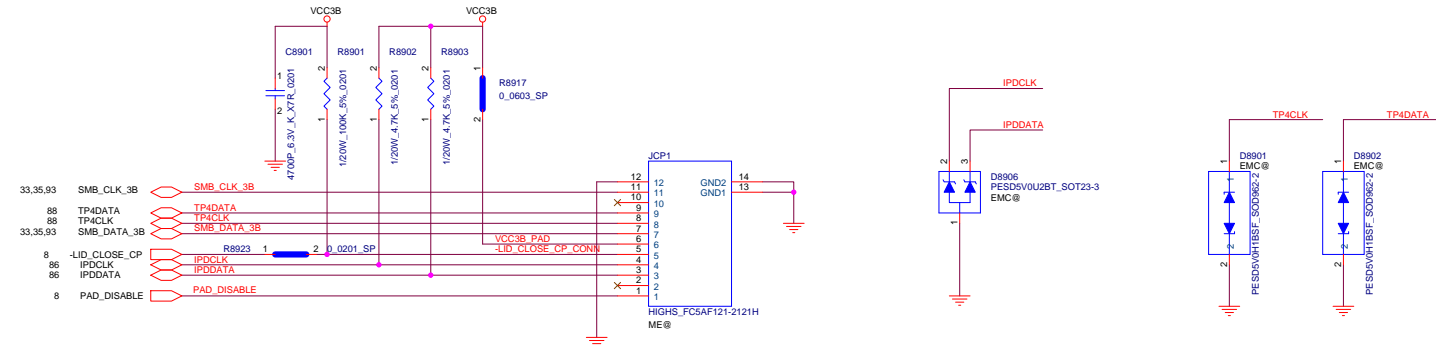 VCC3B
VCC3B
C8901
R8901
R8902
R8903
1
2
4700P_6.3V_K_X7R_0201
2
1
1/20W_100K_5%_0201
2
1
1/20W_4.7K_5%_0201
2
1
1/20W_4.7K_5%_0201
1
2
R8917
0_0603_SP
JCP1
33,35,93 SMB_CLK_3B SMB_CLK_3B
88 TP4DATA TP4DATA
88 TP4CLK TP4CLK
33,35,93 SMB_DATA_3B SMB_DATA_3B
VCC3B_PAD
8 -LID_CLOSE_CP R8923 1 2 0_0201_SP -LID_CLOSE_CP_CONN
86 IPDCLK IPDCLK
86 IPDDATA IPDDATA
8 PAD_DISABLE PAD_DISABLE
12 12
11 11
10 10
9 9
8 8
7 7
6 6
5 5
4 4
3 3
2 2
1 1
GND2 14
GND1 13
HIGHS_FC5AF121-2121H
ME@
IPDCLK
IPDDATA
2
3
1
D8906
PESD5V0U2BT_SOT23-3
EMC@
TP4CLK
1
D8901
EMC@
1
2
2
PESD5V0H1BSF_SOD962-2
TP4DATA
1
D8902
EMC@
1
2
2
PESD5V0H1BSF_SOD962-2